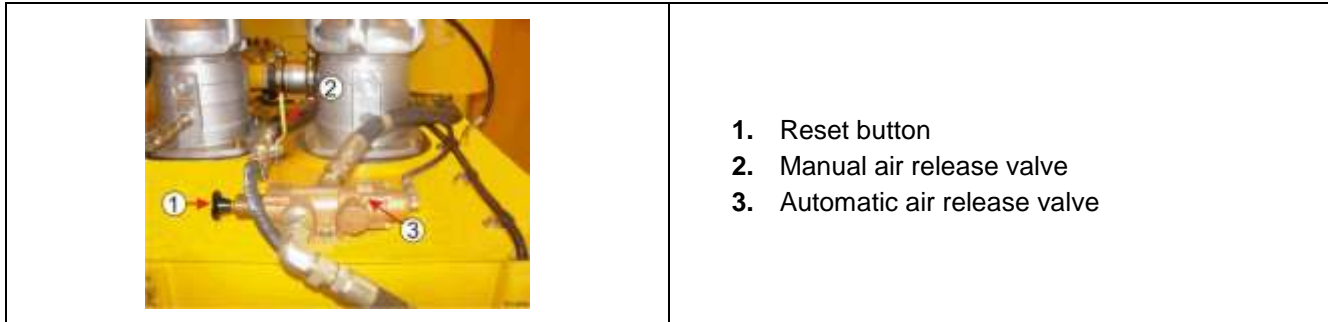 2
1
3
1. Reset button
2. Manual air release valve
3. Automatic air release valve